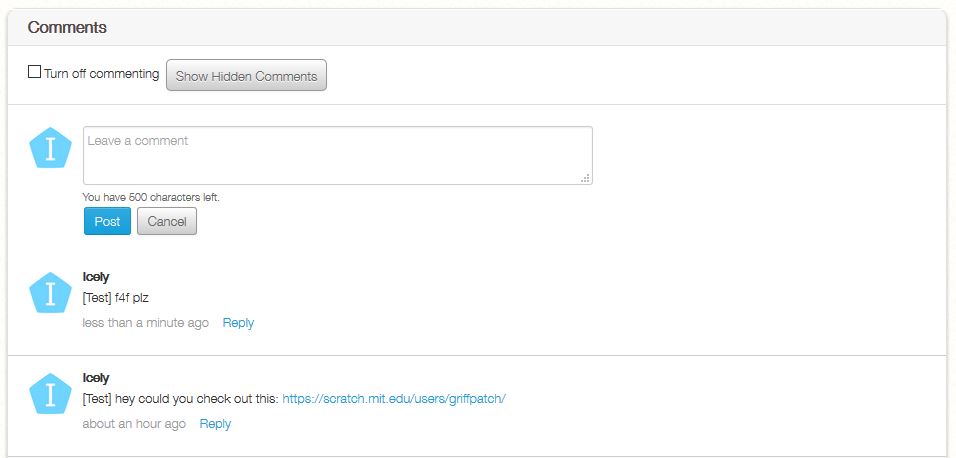 Comments
Turn off commenting Show Hidden Comments
I
Leave a comment
You have 500 characters left.
Post Cancel
I
Icely
[Test] f4f plz
less than a minute ago Reply
I
Icely
[Test] hey could you check out this: https://scratch.mit.edu/users/griffpatch/
about an hour ago Reply